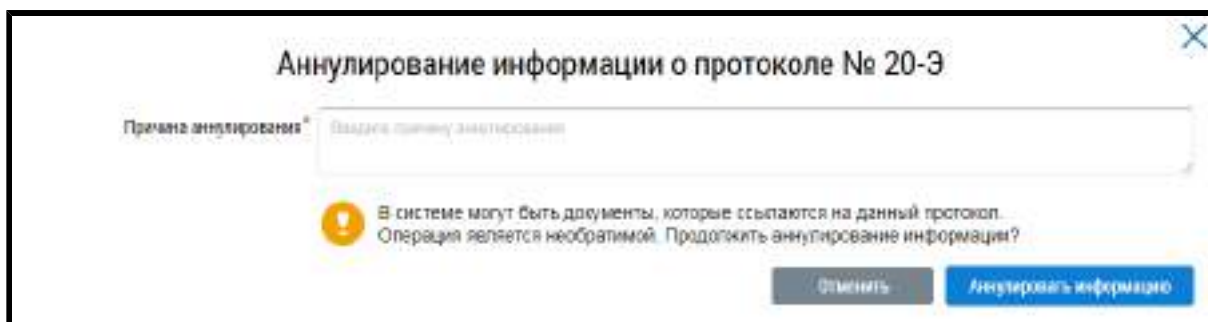 Аннулирование информации о протоколе № 20-Э
Причина аннулирования*
Введите причину аннулирования
В системе могут быть документы, которые ссылаются на данный протокол.
Операция является необратимой. Продолжить аннулирование информации?
Отменить
Аннулировать информацию